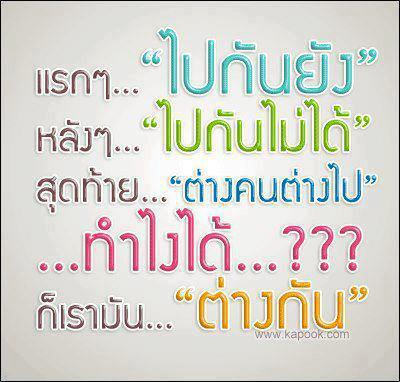 แรกๆ... “ไปกันยัง”
หลังๆ... “ไปกันไม่ได้”
สุดท้าย... “ต่างคนต่างไป”
...ทำไงได้...???
ก็เรามัน... “ต่างกัน”
www.kapook.com